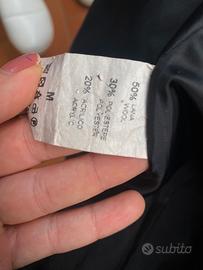 50% LANA
WOOL
30% POLIESTERE
POLYESTER
20% ACRILICO
ACRYLIC
M
subito